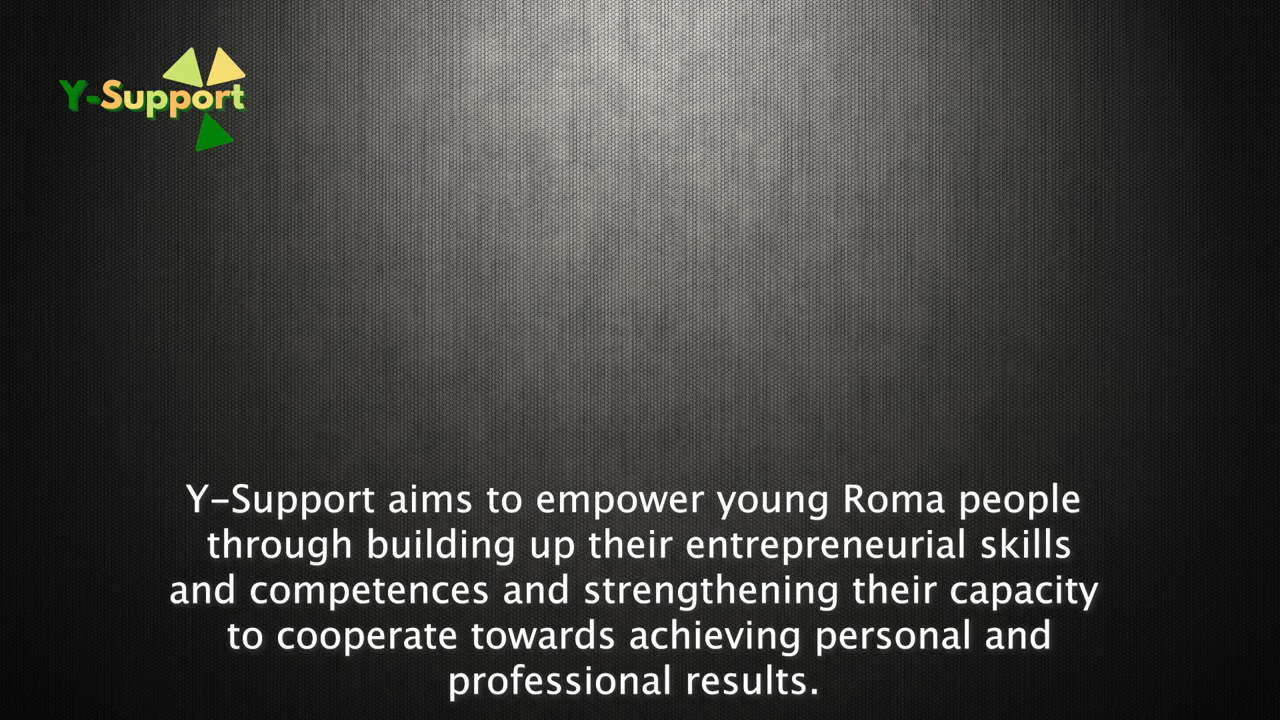 Y-Support
Y-Support aims to empower young Roma people
through building up their entrepreneurial skills
and competences and strengthening their capacity
to cooperate towards achieving personal and
professional results.